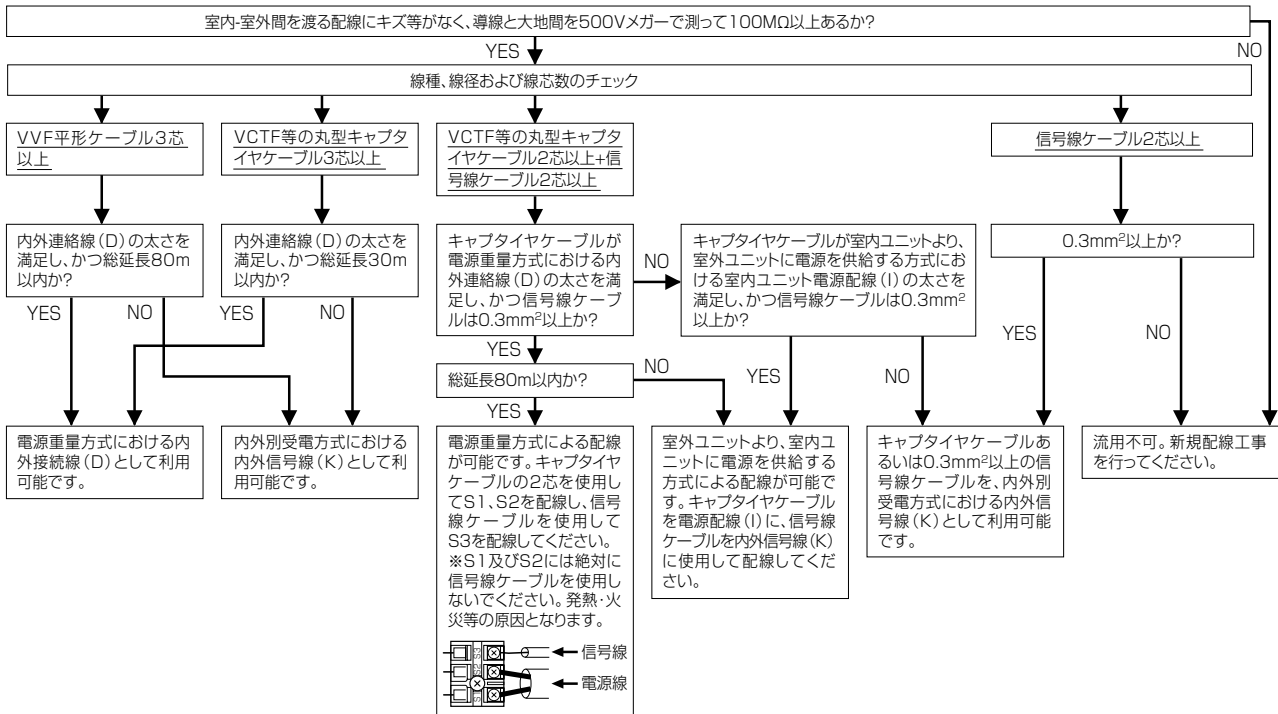 室内-室外間を渡る配線にキズ等がなく、導線と大地間を500Vメガーで測って100MΩ以上あるか?
YES
NO
線種、線径および線芯数のチェック
VVF平形ケーブル3芯
以上
VCTF等の丸型キャプタ
イヤケーブル3芯以上
VCTF等の丸型キャプタ
イヤケーブル2芯以上+信
号線ケーブル2芯以上
信号線ケーブル2芯以上
内外連絡線(D)の太さを
満足し、かつ総延長80m
以内か?
内外連絡線(D)の太さを
満足し、かつ総延長30m
以内か?
キャプタイヤケーブルが
電源重量方式における内
外連絡線(D)の太さを満
足し、かつ信号線ケーブ
ルは0.3mm²以上か?
NO
キャプタイヤケーブルが室内ユニットより、
室外ユニットに電源を供給する方式にお
ける室内ユニット電源配線(I)の太さを
満足し、かつ信号線ケーブルは0.3mm²
以上か?
0.3mm²以上か?
YES
NO
YES
NO
YES
総延長80m以内か?
NO
YES
YES
NO
YES
NO
電源重量方式における内
外接続線(D)として利用
可能です。
内外別受電方式における
内外信号線(K)として利
用可能です。
電源重量方式による配線
が可能です。キャプタイヤ
ケーブルの2芯を使用し
てS1、S2を配線し、信号
線ケーブルを使用して
S3を配線してください。
※S1及びS2には絶対に
信号線ケーブルを使用し
ないでください。発熱・火
災等の原因となります。
S3
S2
S1
信号線
電源線
室外ユニットより、室内ユ
ニットに電源を供給する
方式による配線が可能で
す。キャプタイヤケーブル
を電源配線(I)に、信号線
ケーブルを内外信号線(K)
に使用して配線してくだ
さい。
キャプタイヤケーブルあ
るいは0.3mm²以上の信
号線ケーブルを、内外別
受電方式における内外信
号線(K)として利用可能
です。
流用不可。新規配線工事
を行ってください。